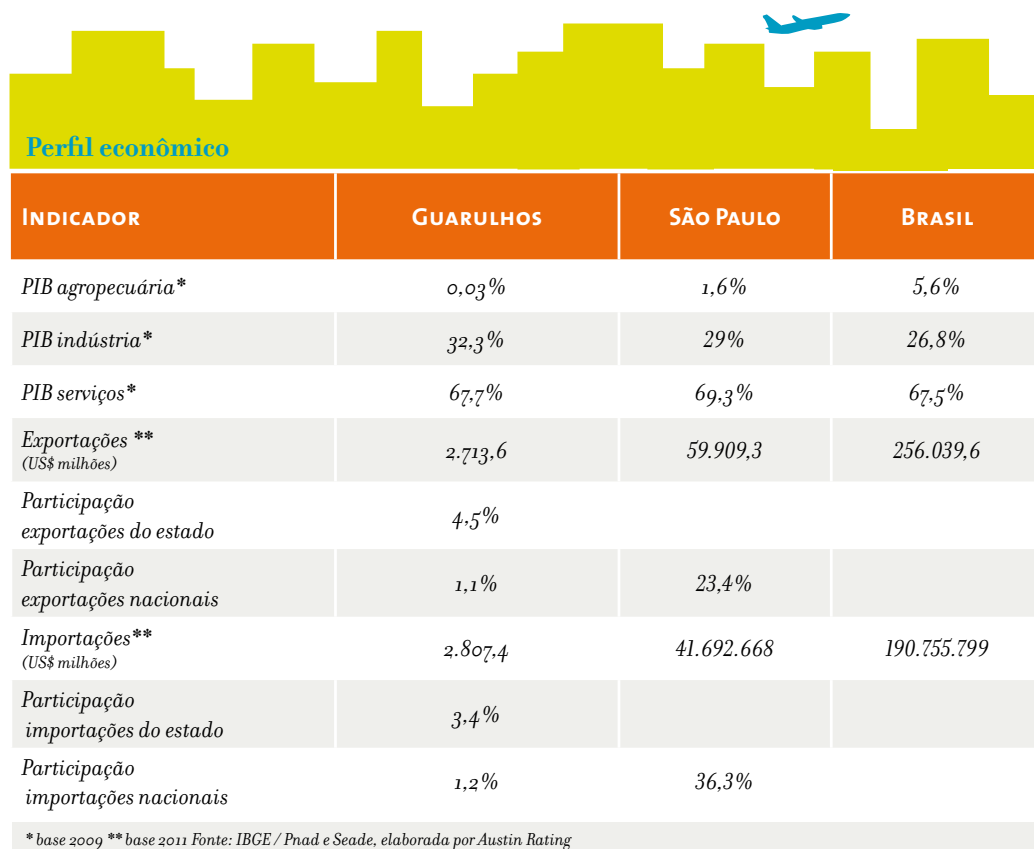 Perfil econômico
Indicador Guarulhos São Paulo Brasil
PIB agropecuária* 0,03% 1,6% 5,6%
PIB indústria* 32,3% 29% 26,8%
PIB serviços* 67,7% 69,3% 67,5%
Exportações **
(US$ milhões) 2.713,6 59.909,3 256.039,6
Participação
exportações do estado 4,5%
Participação
exportações nacionais 1,1% 23,4%
Importações**
(US$ milhões) 2.807,4 41.692.668 190.755.799
Participação
importações do estado 3,4%
Participação
importações nacionais 1,2% 36,3%
* base 2009 ** base 2011 Fonte: IBGE / Pnad e Seade, elaborada por Austin Rating